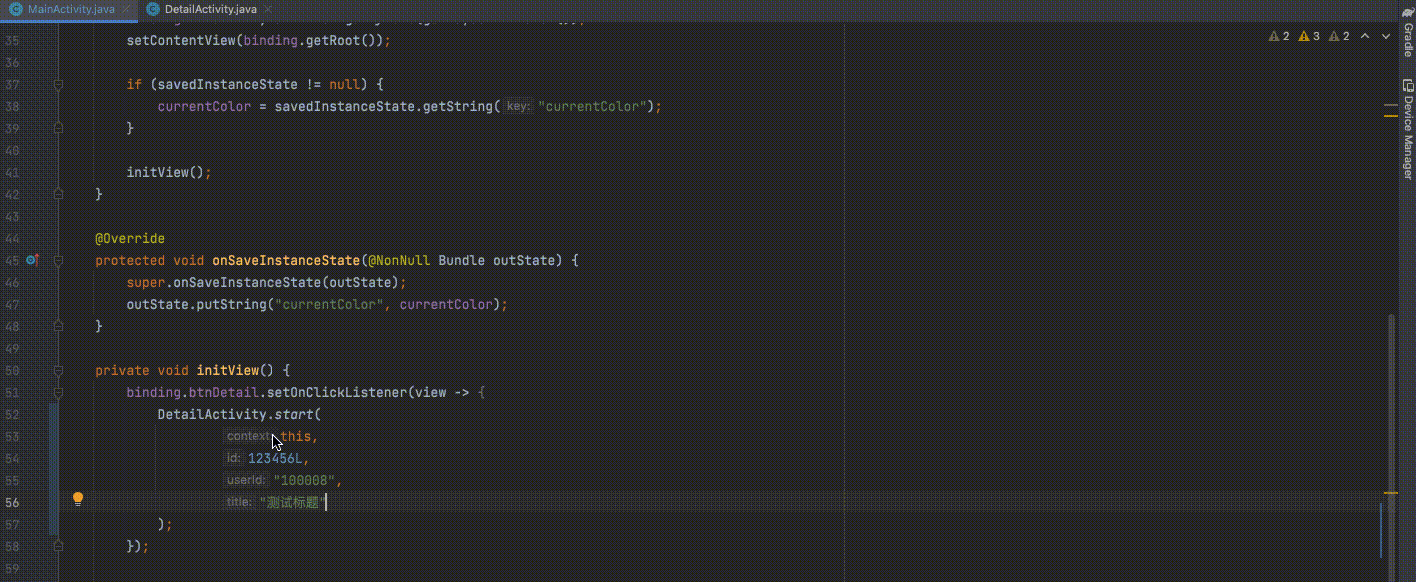 MainActivity.java DetailActivity.java
35 setContentView(binding.getRoot()); 2 3 2
36
37 if (savedInstanceState != null) {
38 currentColor = savedInstanceState.getString( key: "currentColor");
39 }
40
41 initView();
42 }
43
44 @Override
45 protected void onSaveInstanceState(@NonNull Bundle outState) {
46 super.onSaveInstanceState(outState);
47 outState.putString("currentColor", currentColor);
48 }
49
50 private void initView() {
51 binding.btnDetail.setOnClickListener(view -> {
52 DetailActivity.start(
53 context: this,
54 id: 123456L,
55 userId: "100008",
56 title: "测试标题"
57 );
58 });
59
Gradle
Device Manager